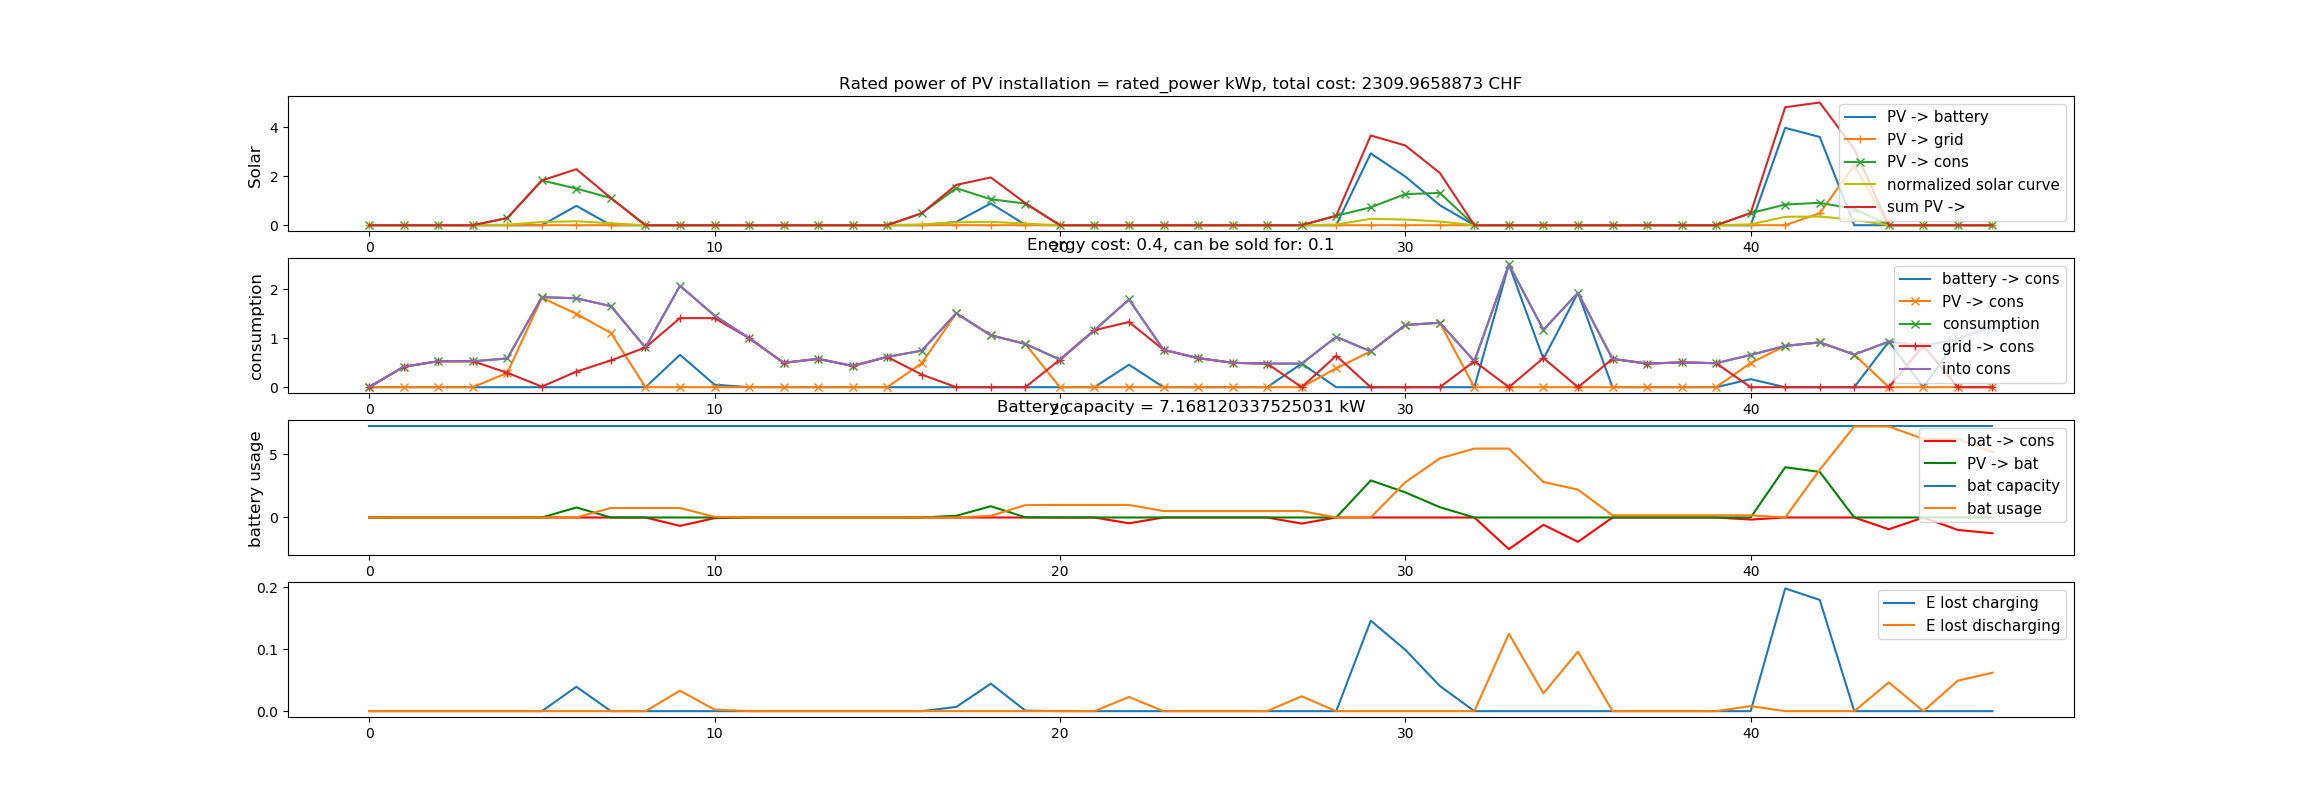 Rated power of PV installation = rated_power kWp, total cost: 2309.9658873 CHF
Solar
4
2
0
PV -> battery
PV -> grid
PV -> cons
normalized solar curve
sum PV ->
0 10 20 30 40
Energy cost: 0.4, can be sold for: 0.1
consumption
2
1
0
battery -> cons
PV -> cons
consumption
grid -> cons
into cons
0 10 20 30 40
Battery capacity = 7.168120337525031 kW
battery usage
5
0
bat -> cons
PV -> bat
bat capacity
bat usage
0 10 20 30 40
0.2
0.1
0.0
E lost charging
E lost discharging
0 10 20 30 40